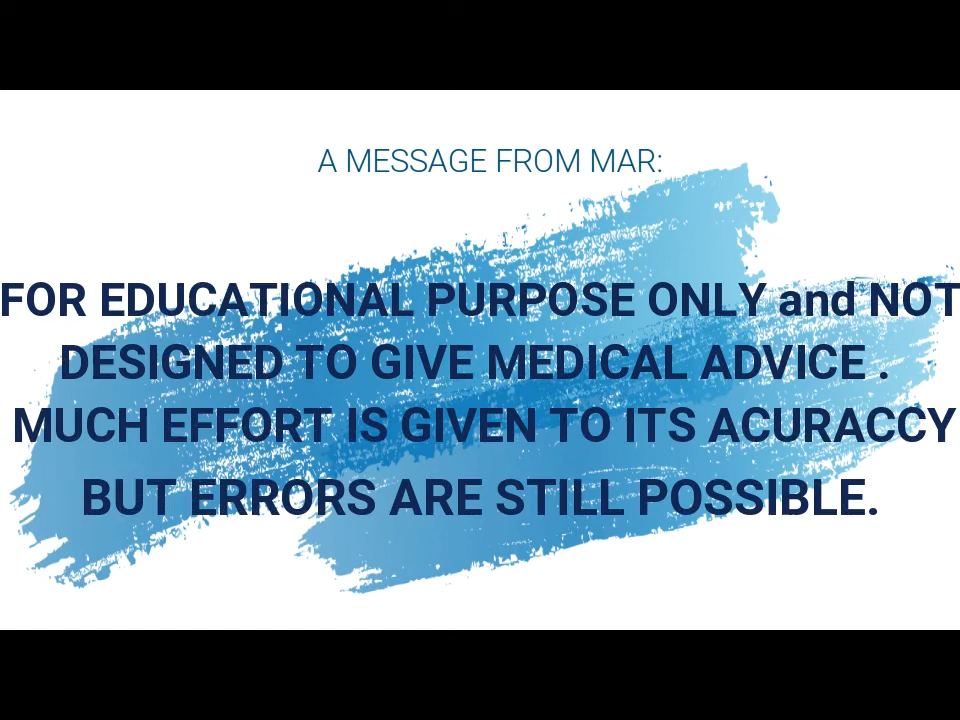 A MESSAGE FROM MAR:
FOR EDUCATIONAL PURPOSE ONLY and NOT
DESIGNED TO GIVE MEDICAL ADVICE .
MUCH EFFORT IS GIVEN TO ITS ACURACCY
BUT ERRORS ARE STILL POSSIBLE.